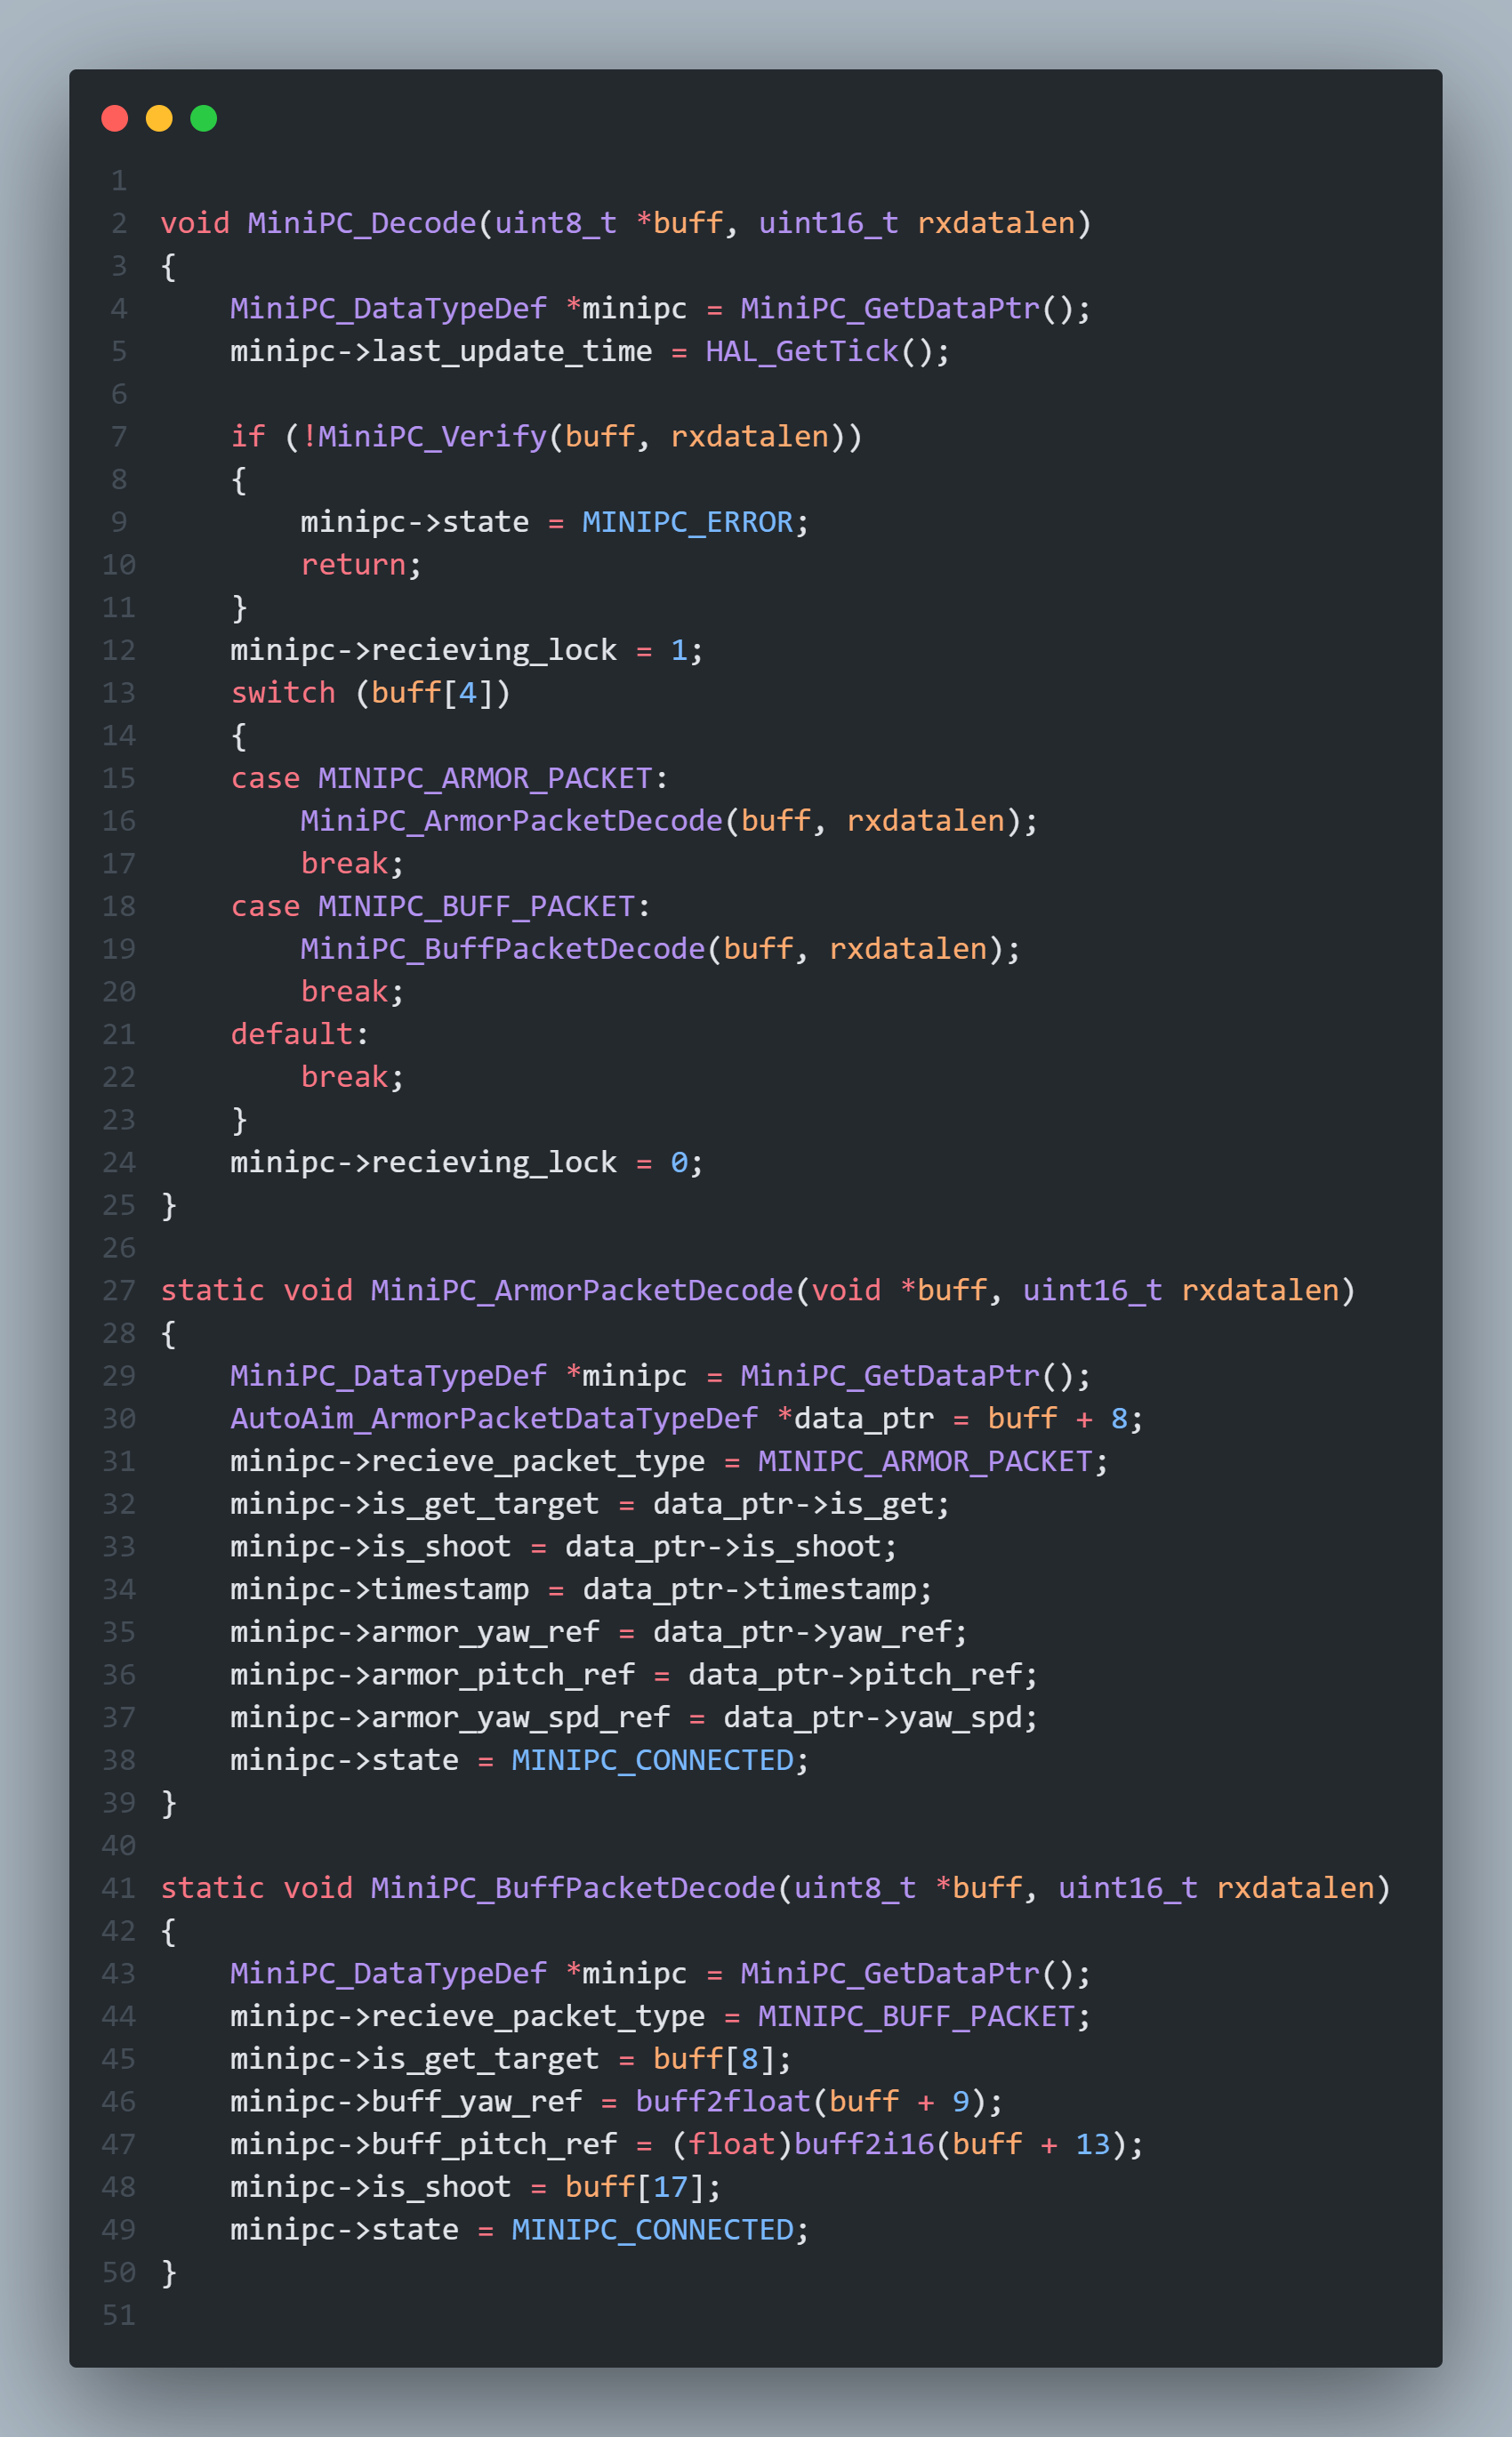 1
2 void MiniPC_Decode(uint8_t *buff, uint16_t rxdatalen)
3 {
4     MiniPC_DataTypeDef *minipc = MiniPC_GetDataPtr();
5     minipc->last_update_time = HAL_GetTick();
6
7     if (!MiniPC_Verify(buff, rxdatalen))
8     {
9         minipc->state = MINIPC_ERROR;
10         return;
11     }
12     minipc->recieving_lock = 1;
13     switch (buff[4])
14     {
15     case MINIPC_ARMOR_PACKET:
16         MiniPC_ArmorPacketDecode(buff, rxdatalen);
17         break;
18     case MINIPC_BUFF_PACKET:
19         MiniPC_BuffPacketDecode(buff, rxdatalen);
20         break;
21     default:
22         break;
23     }
24     minipc->recieving_lock = 0;
25 }
26
27 static void MiniPC_ArmorPacketDecode(void *buff, uint16_t rxdatalen)
28 {
29     MiniPC_DataTypeDef *minipc = MiniPC_GetDataPtr();
30     AutoAim_ArmorPacketDataTypeDef *data_ptr = buff + 8;
31     minipc->recieve_packet_type = MINIPC_ARMOR_PACKET;
32     minipc->is_get_target = data_ptr->is_get;
33     minipc->is_shoot = data_ptr->is_shoot;
34     minipc->timestamp = data_ptr->timestamp;
35     minipc->armor_yaw_ref = data_ptr->yaw_ref;
36     minipc->armor_pitch_ref = data_ptr->pitch_ref;
37     minipc->armor_yaw_spd_ref = data_ptr->yaw_spd;
38     minipc->state = MINIPC_CONNECTED;
39 }
40
41 static void MiniPC_BuffPacketDecode(uint8_t *buff, uint16_t rxdatalen)
42 {
43     MiniPC_DataTypeDef *minipc = MiniPC_GetDataPtr();
44     minipc->recieve_packet_type = MINIPC_BUFF_PACKET;
45     minipc->is_get_target = buff[8];
46     minipc->buff_yaw_ref = buff2float(buff + 9);
47     minipc->buff_pitch_ref = (float)buff2i16(buff + 13);
48     minipc->is_shoot = buff[17];
49     minipc->state = MINIPC_CONNECTED;
50 }
51